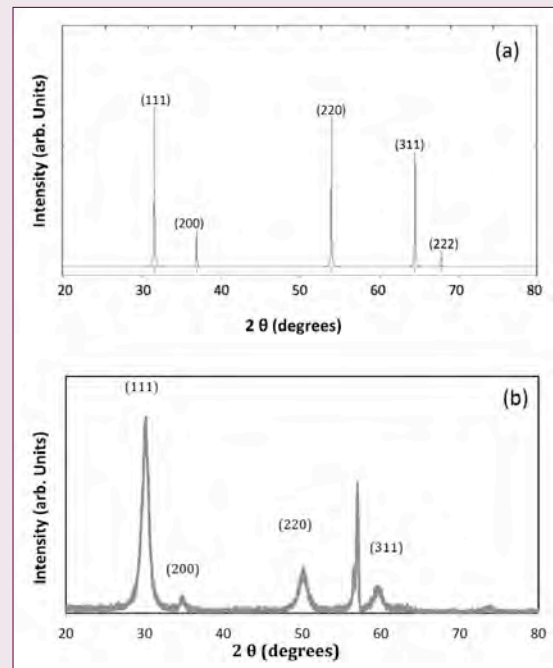 (a)
Intensity (arb. Units)
(111)
(200)
(220)
(311)
(222)
20 30 40 50 60 70 80
2 θ (degrees)
(b)
Intensity (arb. Units)
(111)
(200)
(220)
(311)
20 30 40 50 60 70 80
2 θ (degrees)